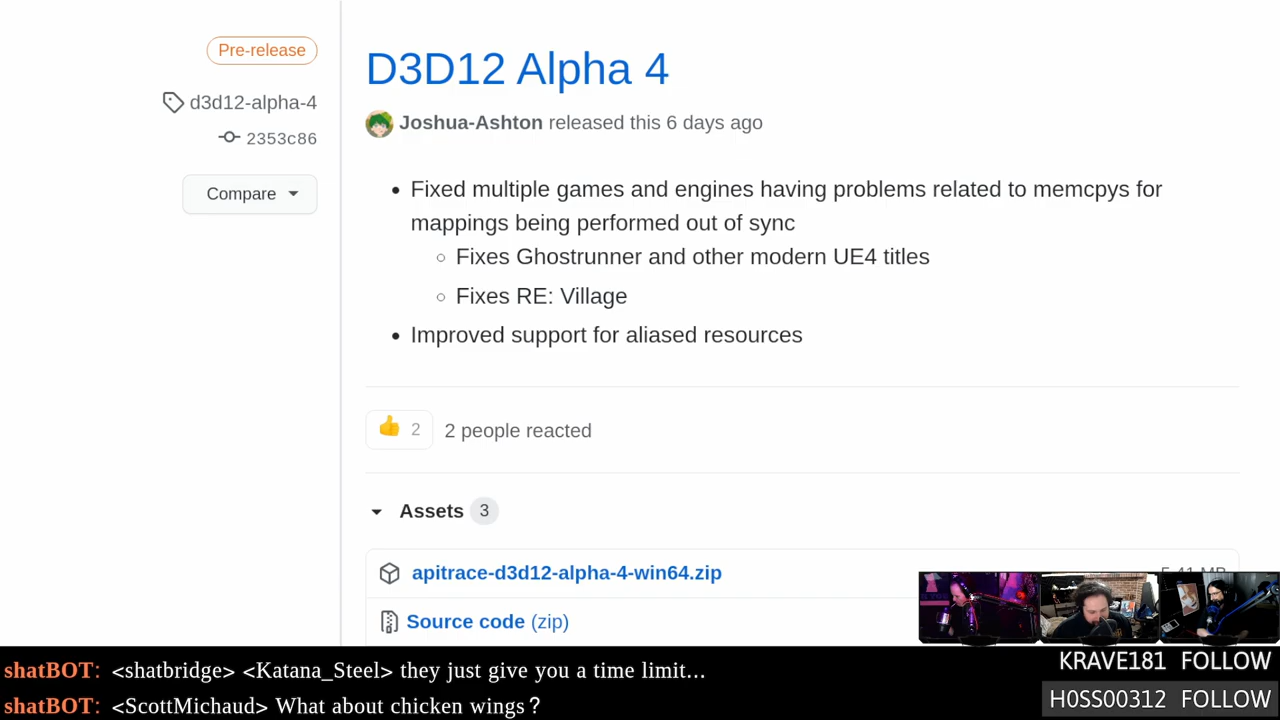 Pre-release
d3d12-alpha-4
2353c86
Compare
D3D12 Alpha 4
Joshua-Ashton released this 6 days ago
Fixed multiple games and engines having problems related to memcpys for
mappings being performed out of sync
Fixes Ghostrunner and other modern UE4 titles
Fixes RE: Village
Improved support for aliased resources
👍 2
2 people reacted
Assets 3
apitrace-d3d12-alpha-4-win64.zip
5.41 MB
Source code (zip)
shatBOT: <shatbridge> <Katana_Steel> they just give you a time limit...
shatBOT: <ScottMichaud> What about chicken wings?
KRAVE181 FOLLOW
H0SS00312 FOLLOW